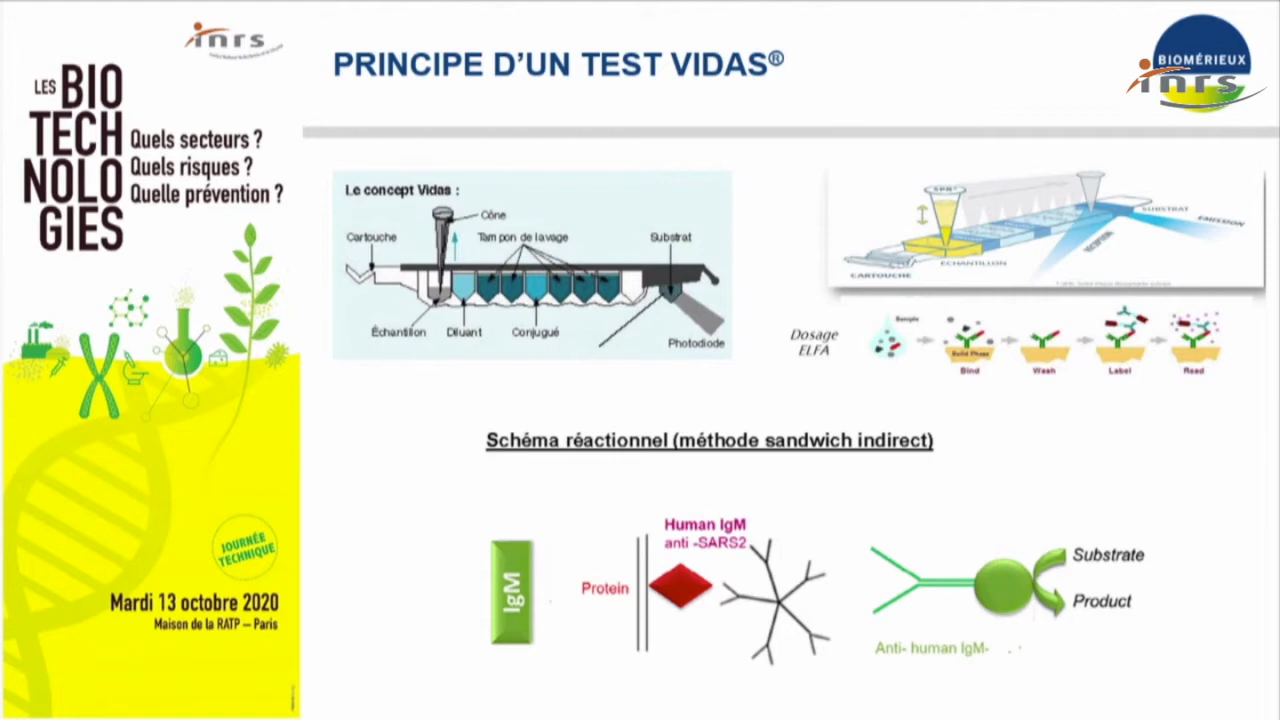 inrs
LES BIO
TECH
NOLO
GIES
Quels secteurs ?
Quels risques ?
Quelle prévention ?
JOURNÉE
TECHNIQUE
Mardi 13 octobre 2020
Maison de la RATP – Paris
PRINCIPE D'UN TEST VIDAS®
BIOMÉRIEUX
inrs
Le concept Vidas :
Cône
Cartouche
Tampon de lavage
Substrat
Échantillon
Diluant
Conjugué
Photodiode
SPR®
SUBSTRAT
EMISSION
ECHANTILLON
CARTOUCHE
Dosage
ELFA
Sample
Solid Phase
Bind
Wash
Label
Read
Schéma réactionnel (méthode sandwich indirect)
IgM
Protein
Human IgM
anti -SARS2
Substrate
Product
Anti- human IgM-